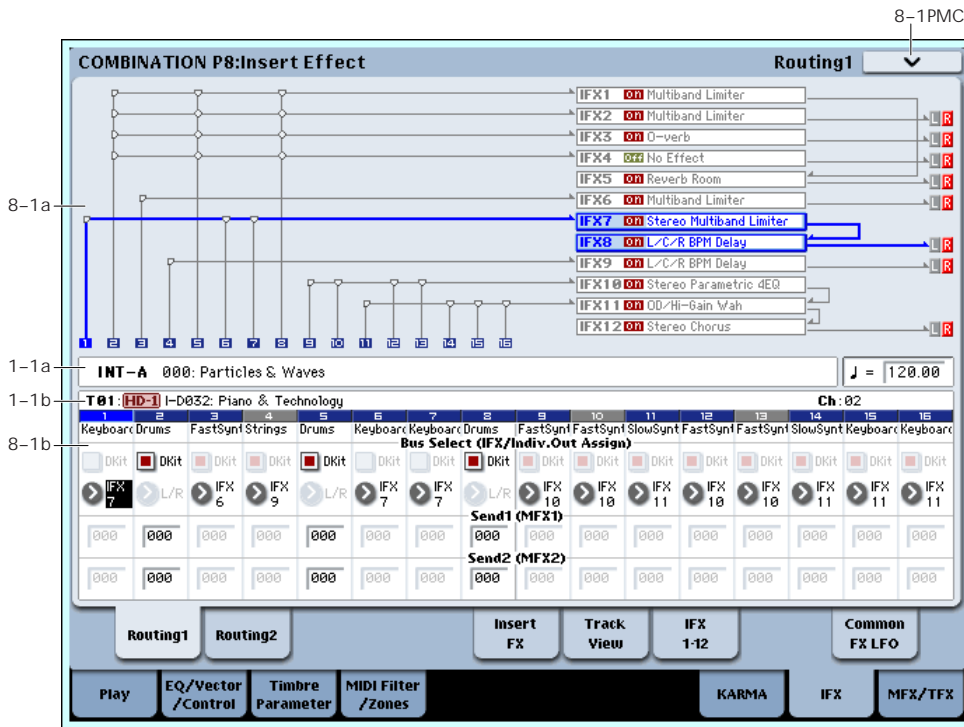 8-1PMC
COMBINATION P8:Insert Effect
Routing1
IFX1 On Multiband Limiter
IFX2 On Multiband Limiter
L R
IFX3 On O-verb
L R
IFX4 Off No Effect
L R
IFX5 On Reverb Room
L R
8-1a
IFX6 On Multiband Limiter
L R
IFX7 On Stereo Multiband Limiter
IFX8 On L/C/R BPM Delay
L R
IFX9 On L/C/R BPM Delay
L R
IFX10 On Stereo Parametric 4EQ
IFX11 On OD/Hi-Gain Wah
IFX12 On Stereo Chorus
L R
1 2 3 4 5 6 7 8 9 10 11 12 13 14 15 16
1-1a
INT-A 000: Particles & Waves
♩ = 120.00
1-1b
T01: HD-1 I-D032: Piano & Technology
Ch:02
1 2 3 4 5 6 7 8 9 10 11 12 13 14 15 16
Keyboarc Drums FastSynt Strings Drums Keyboarc Keyboarc Drums FastSynt FastSynt SlowSynt FastSynt FastSynt SlowSynt Keyboarc Keyboarc
8-1b
Bus Select (IFX/Indiv.Out Assign)
DKit DKit DKit DKit DKit DKit DKit DKit DKit DKit DKit DKit DKit DKit DKit DKit
IFX 7 L/R IFX 6 IFX 9 L/R IFX 7 IFX 7 L/R IFX 10 IFX 10 IFX 11 IFX 10 IFX 10 IFX 11 IFX 11 IFX 11
Send1 (MFX1)
000 000 000 000 000 000 000 000 000 000 000 000 000 000 000 000
Send2 (MFX2)
000 000 000 000 000 000 000 000 000 000 000 000 000 000 000 000
Routing1
Routing2
Insert FX
Track View
IFX 1-12
Common FX LFO
Play
EQ/Vector /Control
Timbre Parameter
MIDI Filter /Zones
KARMA
IFX
MFX/TFX